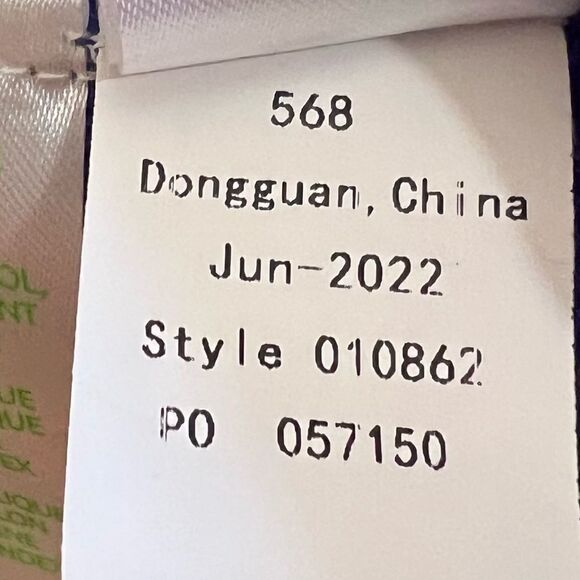 568
Dongguan, China
Jun-2022
Style 010862
PO 057150